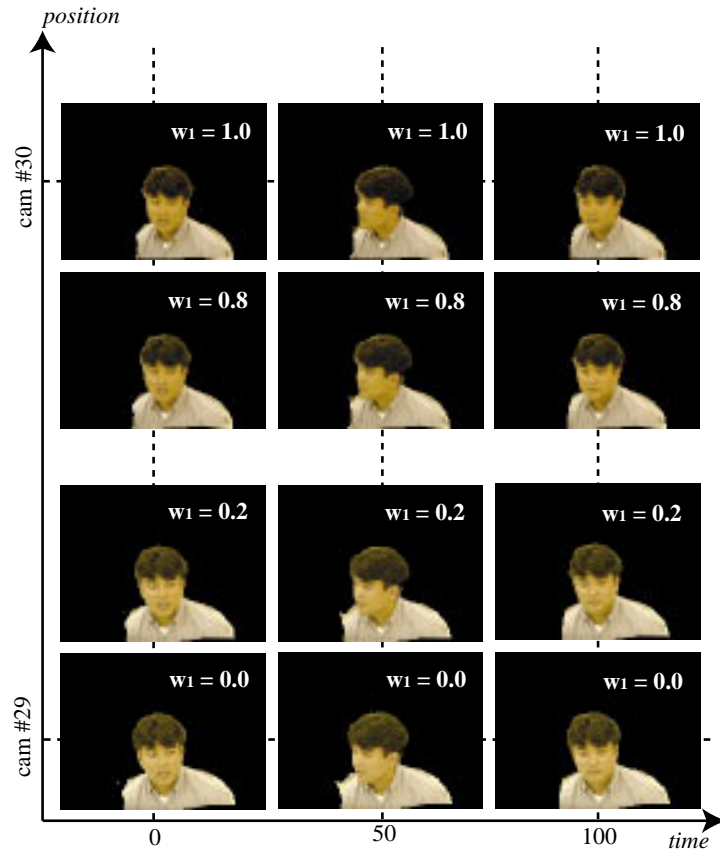 position
cam #30
w1 = 1.0 w1 = 1.0 w1 = 1.0
w1 = 0.8 w1 = 0.8 w1 = 0.8
w1 = 0.2 w1 = 0.2 w1 = 0.2
cam #29
w1 = 0.0 w1 = 0.0 w1 = 0.0
0 50 100 time